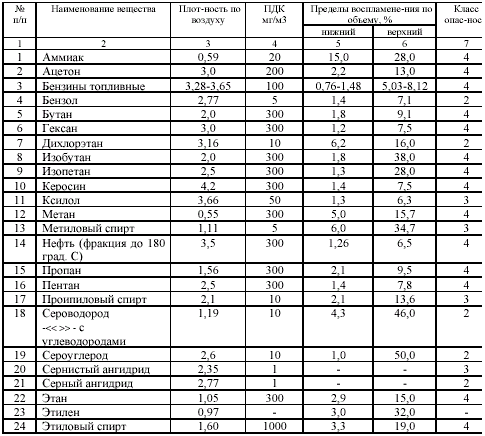 № п/п | Наименование вещества | Плот-ность по воздуху | ПДК мг/м3 | Пределы воспламене-ния по объему, % | Класс опас-нос
нижний | верхний
1 | 2 | 3 | 4 | 5 | 6 | 7
1 | Аммиак | 0,59 | 20 | 15,0 | 28,0 | 4
2 | Ацетон | 3,0 | 200 | 2,2 | 13,0 | 4
3 | Бензины топливные | 3,28-3,65 | 100 | 0,76-1,48 | 5,03-8,12 | 4
4 | Бензол | 2,77 | 5 | 1,4 | 7,1 | 2
5 | Бутан | 2,0 | 300 | 1,8 | 9,1 | 4
6 | Гексан | 3,0 | 300 | 1,2 | 7,5 | 4
7 | Дихлорэтан | 3,16 | 10 | 6,2 | 16,0 | 2
8 | Изобутан | 2,0 | 300 | 1,8 | 38,0 | 4
9 | Изопетан | 2,5 | 300 | 1,3 | 28,0 | 4
10 | Керосин | 4,2 | 300 | 1,4 | 7,5 | 4
11 | Ксилол | 3,66 | 50 | 1,3 | 6,3 | 3
12 | Метан | 0,55 | 300 | 5,0 | 15,7 | 4
13 | Метиловый спирт | 1,11 | 5 | 6,0 | 34,7 | 3
14 | Нефть (фракция до 180 | 3,5 | 300 | 1,26 | 6,5 | 4
град. С)
15 | Пропан | 1,56 | 300 | 2,1 | 9,5 | 4
16 | Пентан | 2,5 | 300 | 1,4 | 7,8 | 4
17 | Проипиловый спирт | 2,1 | 10 | 2,1 | 13,6 | 3
18 | Сероводород | 1,19 | 10 | 4,3 | 46,0 | 2
-<< >> - с
углеводородами
19 | Сероуглерод | 2,6 | 10 | 1,0 | 50,0 | 2
20 | Сернистый ангидрид | 2,35 | 1 | - | - | 3
21 | Серный ангидрид | 2,77 | 1 | - | - | 2
22 | Этан | 1,05 | 300 | 2,9 | 15,0 | 4
23 | Этилен | 0,97 | - | 3,0 | 32,0 | -
24 | Этиловый спирт | 1,60 | 1000 | 3,3 | 19,0 | 4